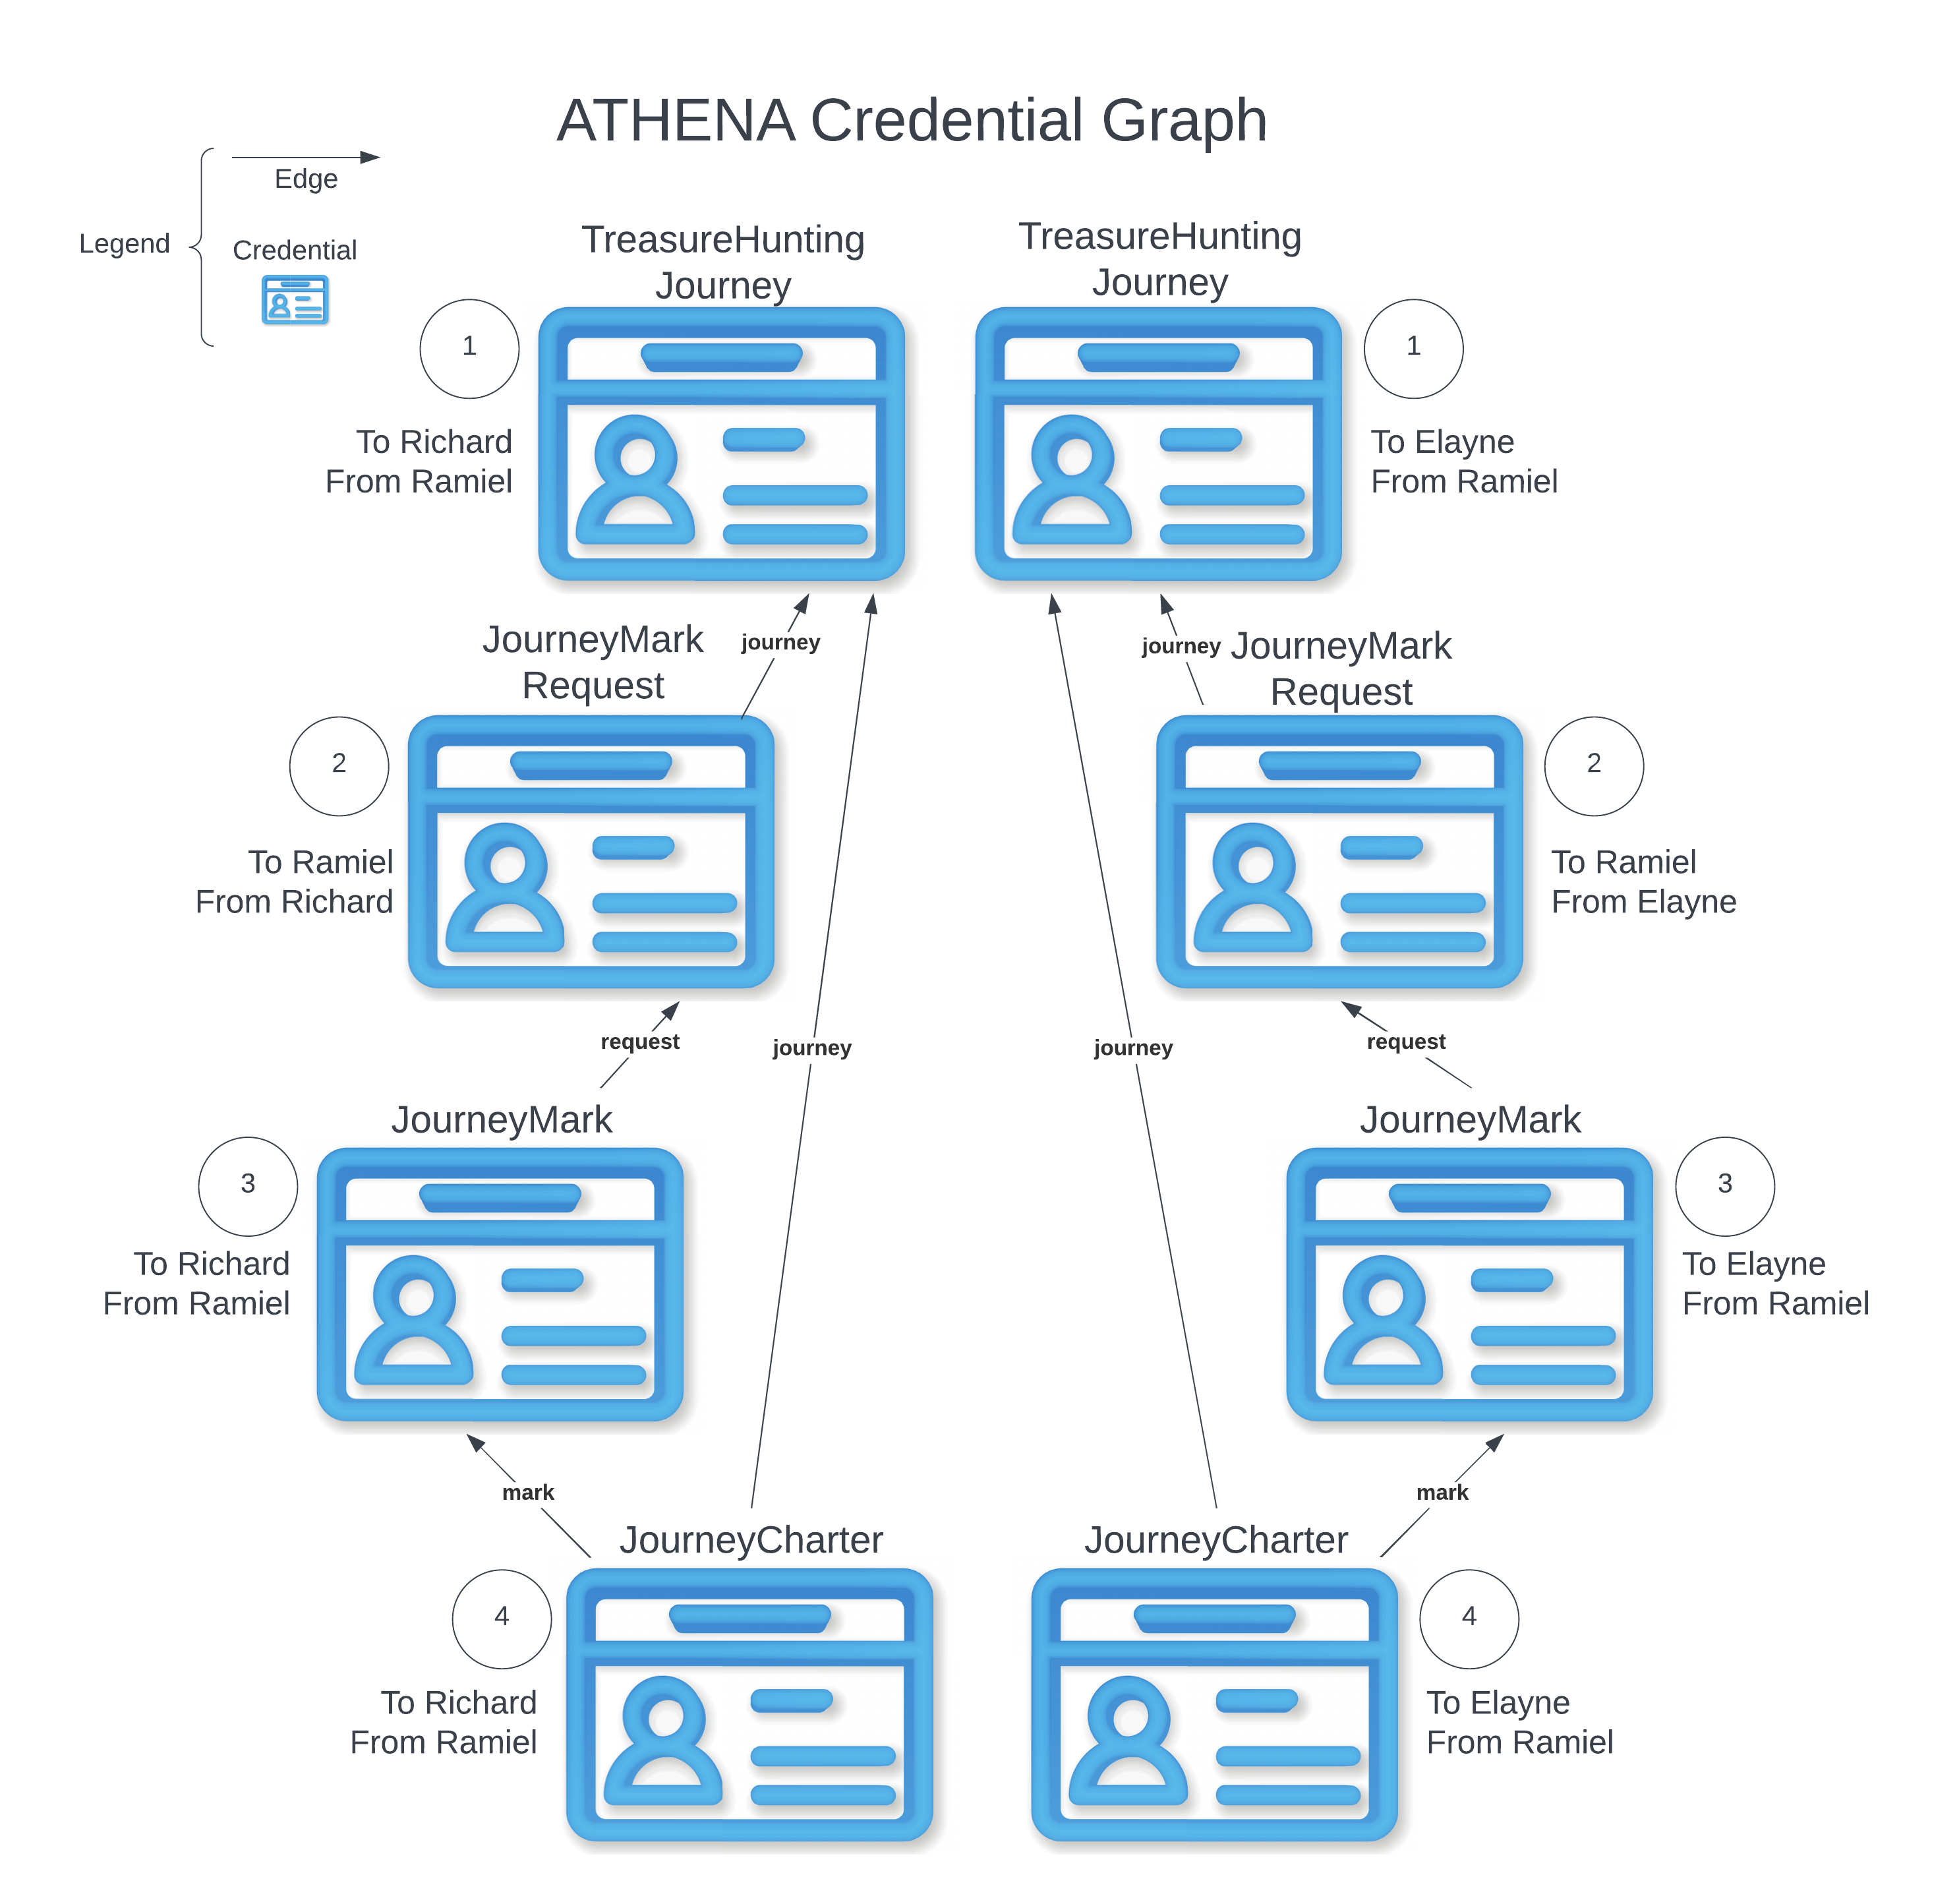 ATHENA Credential Graph
Legend
Edge
Credential
TreasureHunting
Journey
1
To Richard
From Ramiel
TreasureHunting
Journey
1
To Elayne
From Ramiel
journey
JourneyMark
Request
2
To Ramiel
From Richard
journey
JourneyMark
Request
2
To Ramiel
From Elayne
request
journey
journey
request
JourneyMark
3
To Richard
From Ramiel
JourneyMark
3
To Elayne
From Ramiel
mark
mark
JourneyCharter
4
To Richard
From Ramiel
JourneyCharter
4
To Elayne
From Ramiel